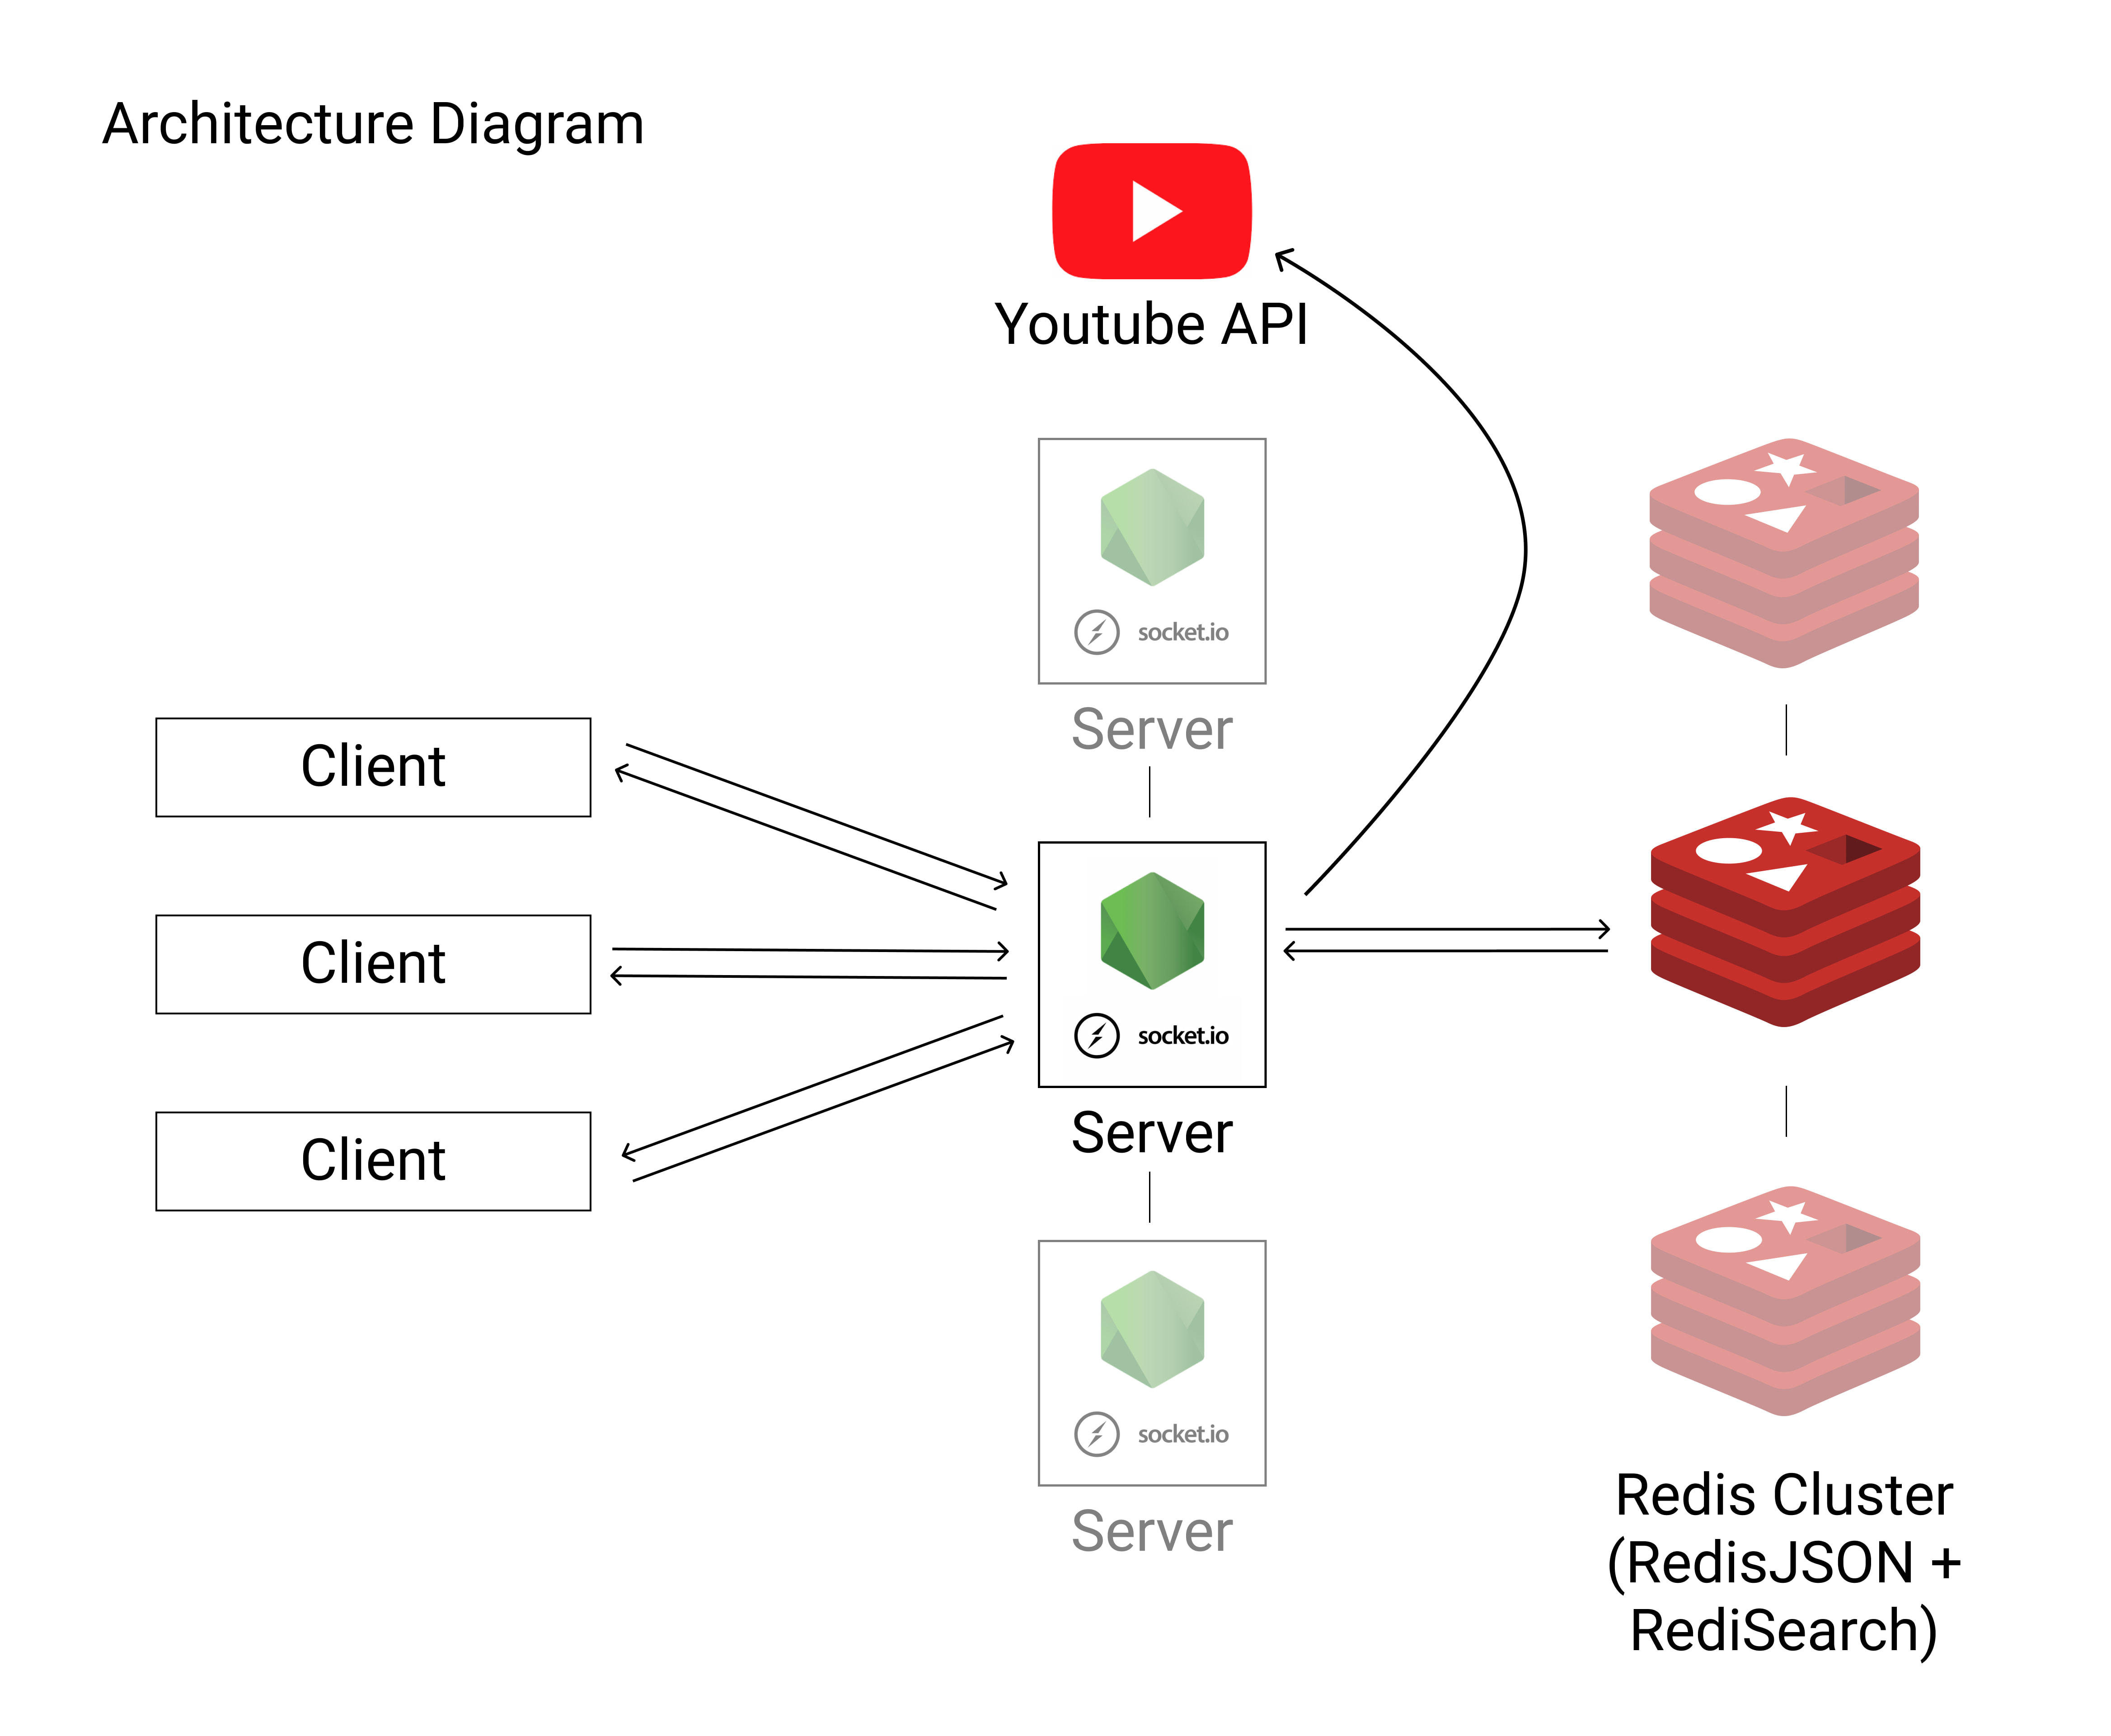 Architecture Diagram
Youtube API
socket.io
Server
Client
Client
Client
socket.io
Server
socket.io
Server
Redis Cluster
(RedisJSON +
RediSearch)